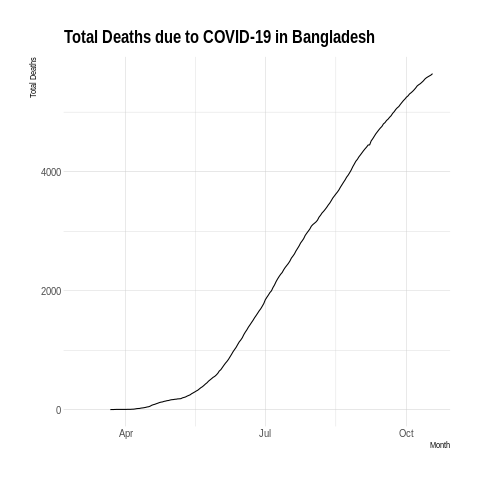 Total Deaths due to COVID-19 in Bangladesh
Total Deaths
4000
2000
0
Apr
Jul
Oct
Month